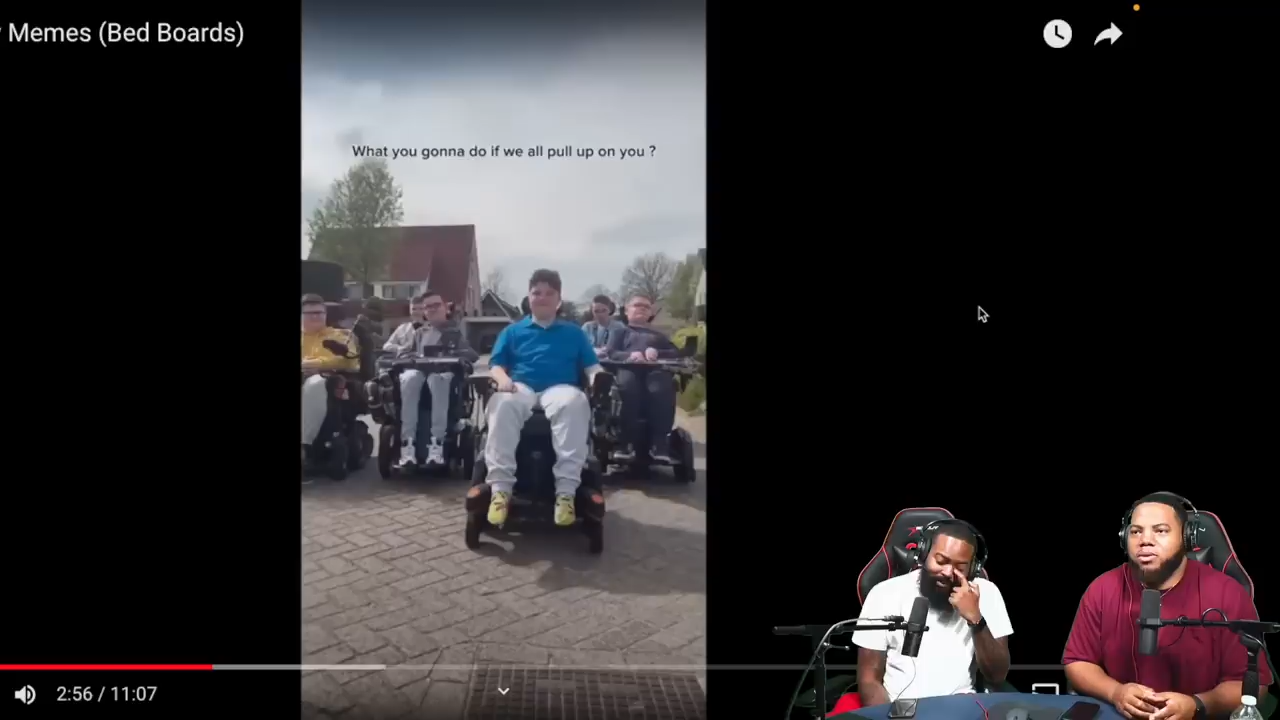 Memes (Bed Boards)
What you gonna do if we all pull up on you ?
2:56 / 11:07